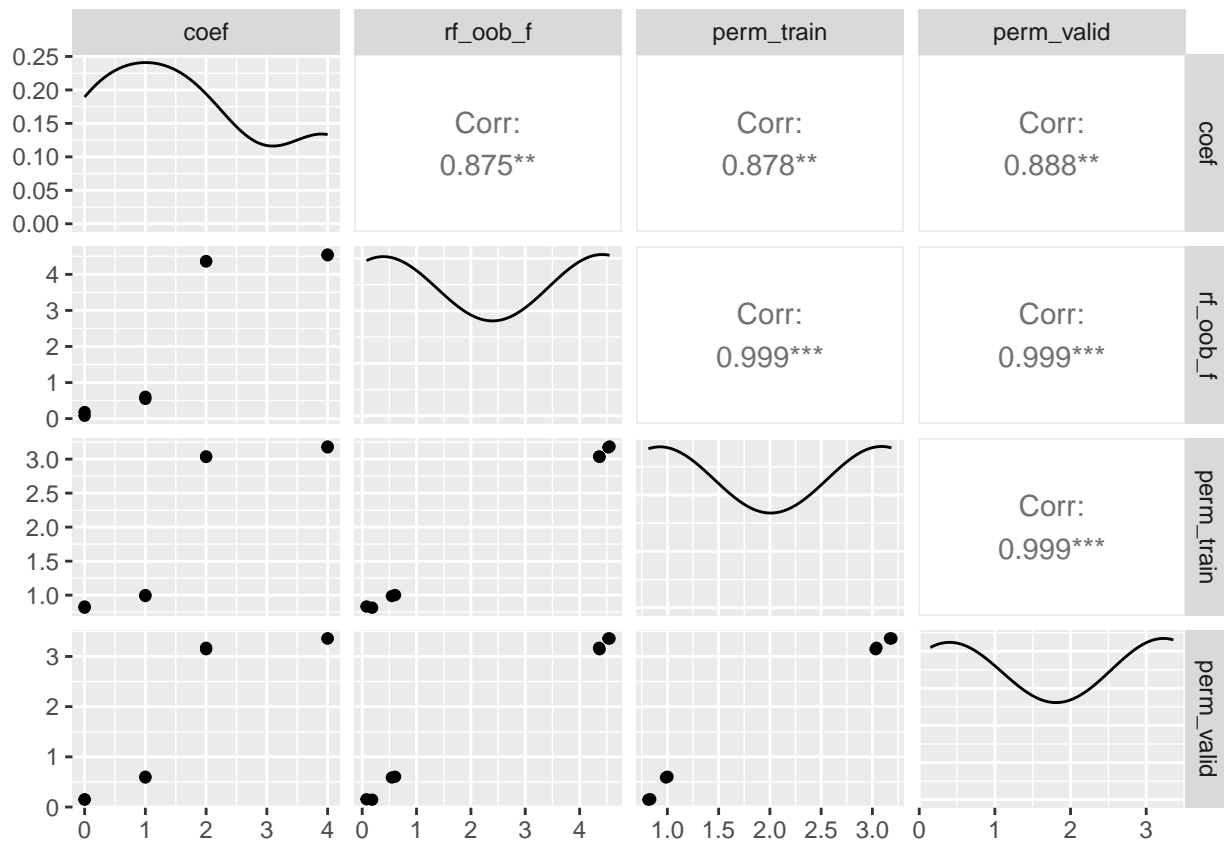 coef
rf_oob_f
perm_train
perm_valid
0.25
0.20
0.15
0.10
0.05
0.00
Corr:
0.875**
Corr:
0.878**
Corr:
0.888**
coef
4
3
2
1
0
Corr:
0.999***
Corr:
0.999***
rf_oob_f
3.0
2.5
2.0
1.5
1.0
Corr:
0.999***
perm_train
3
2
1
0
perm_valid
0 1 2 3 4
0 1 2 3 4
1.0 1.5 2.0 2.5 3.0
0 1 2 3